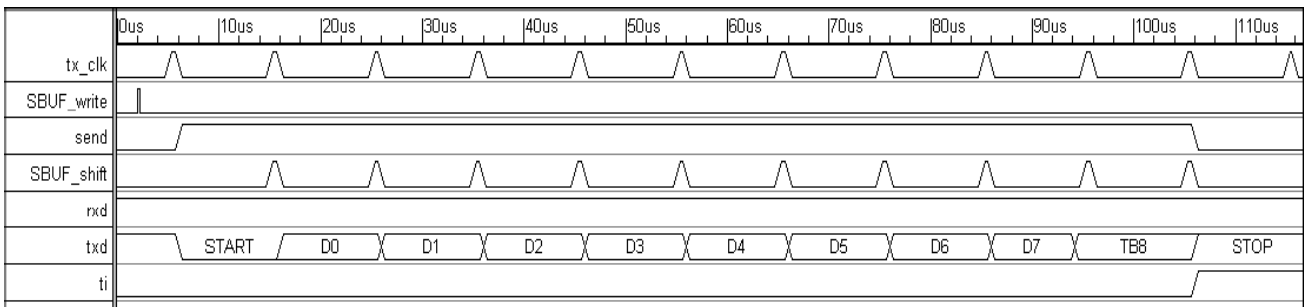 0us 10us 20us 30us 40us 50us 60us 70us 80us 90us 100us 110us
tx_clk
SBUF_write
send
SBUF_shift
rxd
txd START D0 D1 D2 D3 D4 D5 D6 D7 TB8 STOP
ti